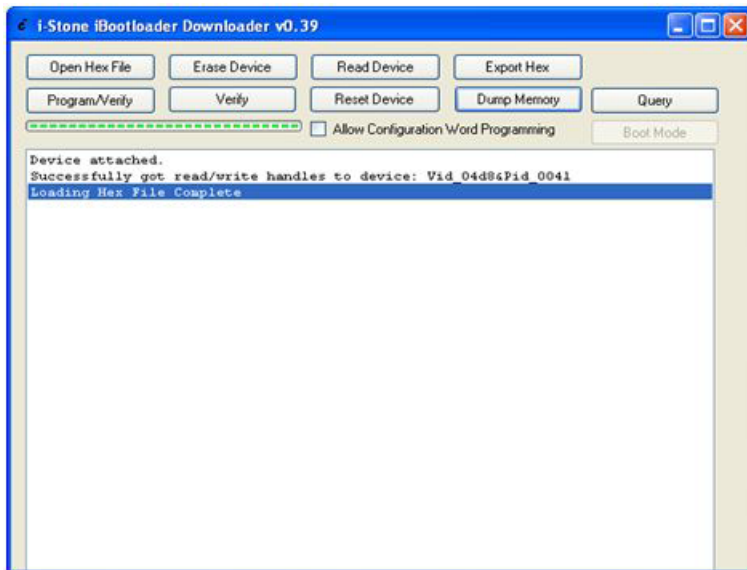 i-Stone iBootloader Downloader v0.39
Open Hex File Erase Device Read Device Export Hex
Program/Verify Verify Reset Device Dump Memory Query
Allow Configuration Word Programming Boot Mode
Device attached.
Successfully got read/write handles to device: Vid_04d8&Pid_0041
Loading Hex File Complete